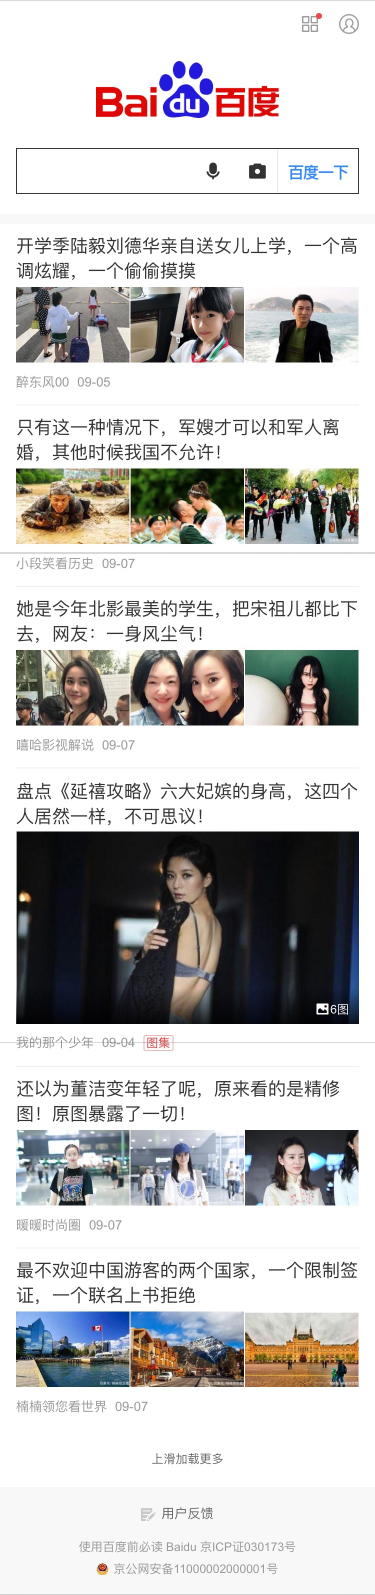 Bai du 百度
百度一下
开学季陆毅刘德华亲自送女儿上学，一个高
调炫耀，一个偷偷摸摸
醉东风00 09-05
只有这一种情况下，军嫂才可以和军人离
婚，其他时候我国不允许！
小段笑看历史 09-07
她是今年北影最美的学生，把宋祖儿都比下
去，网友：一身风尘气！
嘻哈影视解说 09-07
盘点《延禧攻略》六大妃嫔的身高，这四个
人居然一样，不可思议！
6图
我的那个少年 09-04 图集
还以为董洁变年轻了呢，原来看的是精修
图！原图暴露了一切！
暖暖时尚圈 09-07
最不欢迎中国游客的两个国家，一个限制签
证，一个联名上书拒绝
楠楠领您看世界 09-07
上滑加载更多
用户反馈
使用百度前必读 Baidu 京ICP证030173号
京公网安备11000002000001号